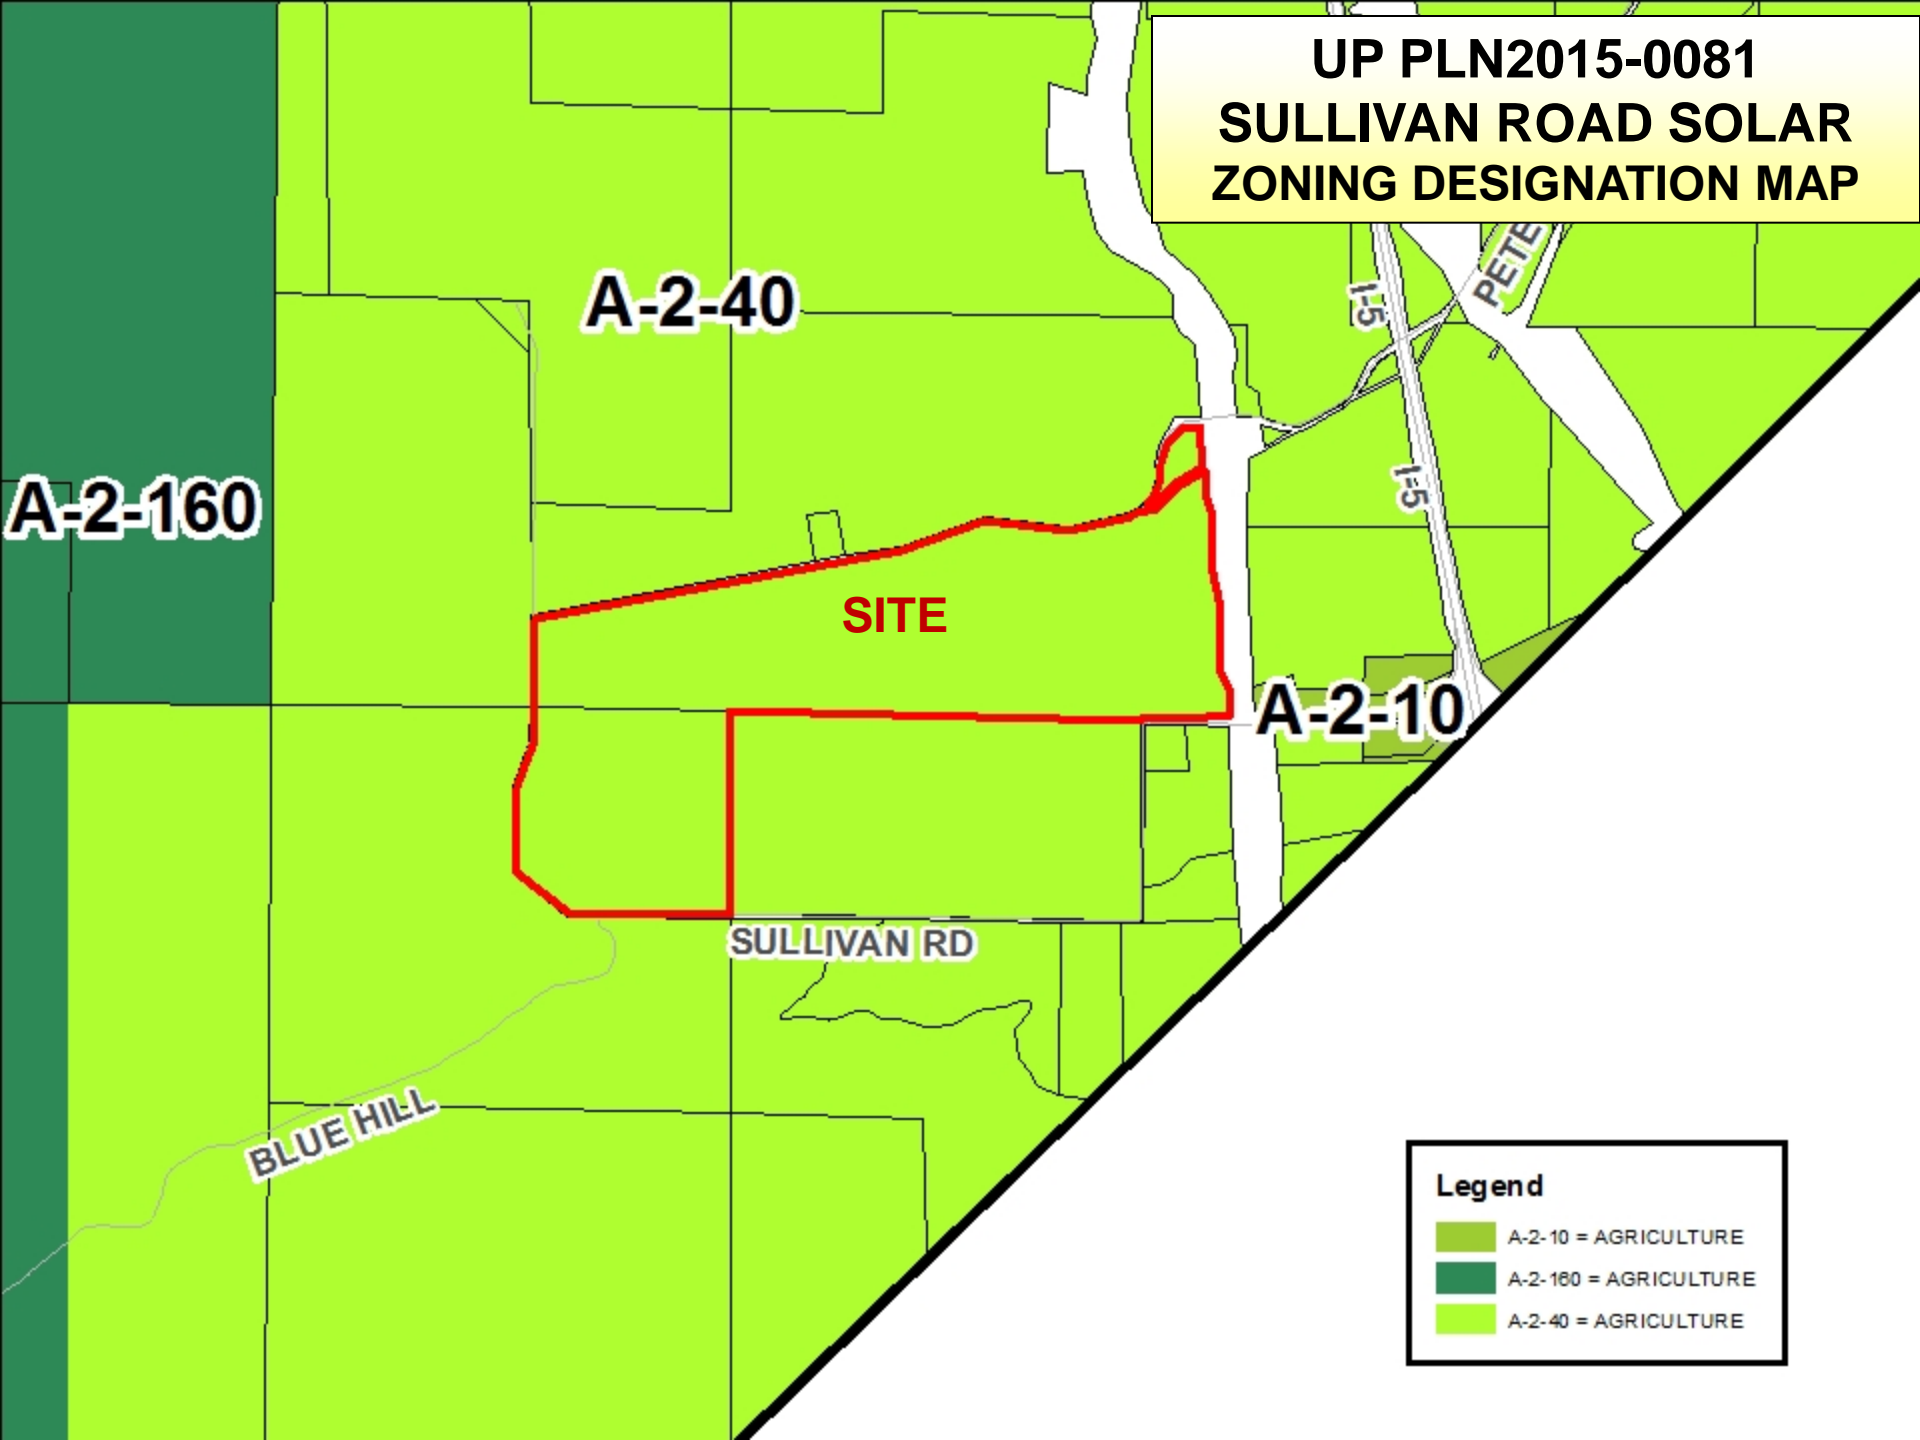 UP PLN2015-0081
SULLIVAN ROAD SOLAR
ZONING DESIGNATION MAP
PETE
I-5
A-2-40
I-5
A-2-160
SITE
A-2-10
SULLIVAN RD
BLUE HILL
Legend
A-2-10 = AGRICULTURE
A-2-160 = AGRICULTURE
A-2-40 = AGRICULTURE